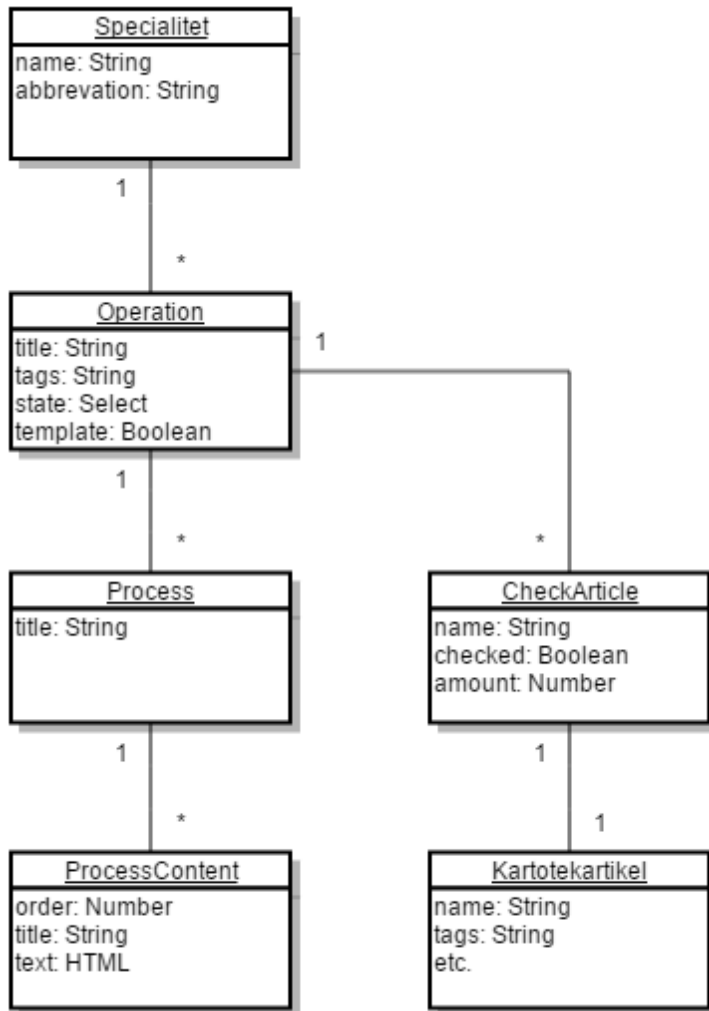 Specialitet
name: String
abbrevation: String
1
*
Operation
title: String
tags: String
state: Select
template: Boolean
1
1
*
*
Process
title: String
CheckArticle
name: String
checked: Boolean
amount: Number
1
*
1
1
ProcessContent
order: Number
title: String
text: HTML
Kartotekartikel
name: String
tags: String
etc.